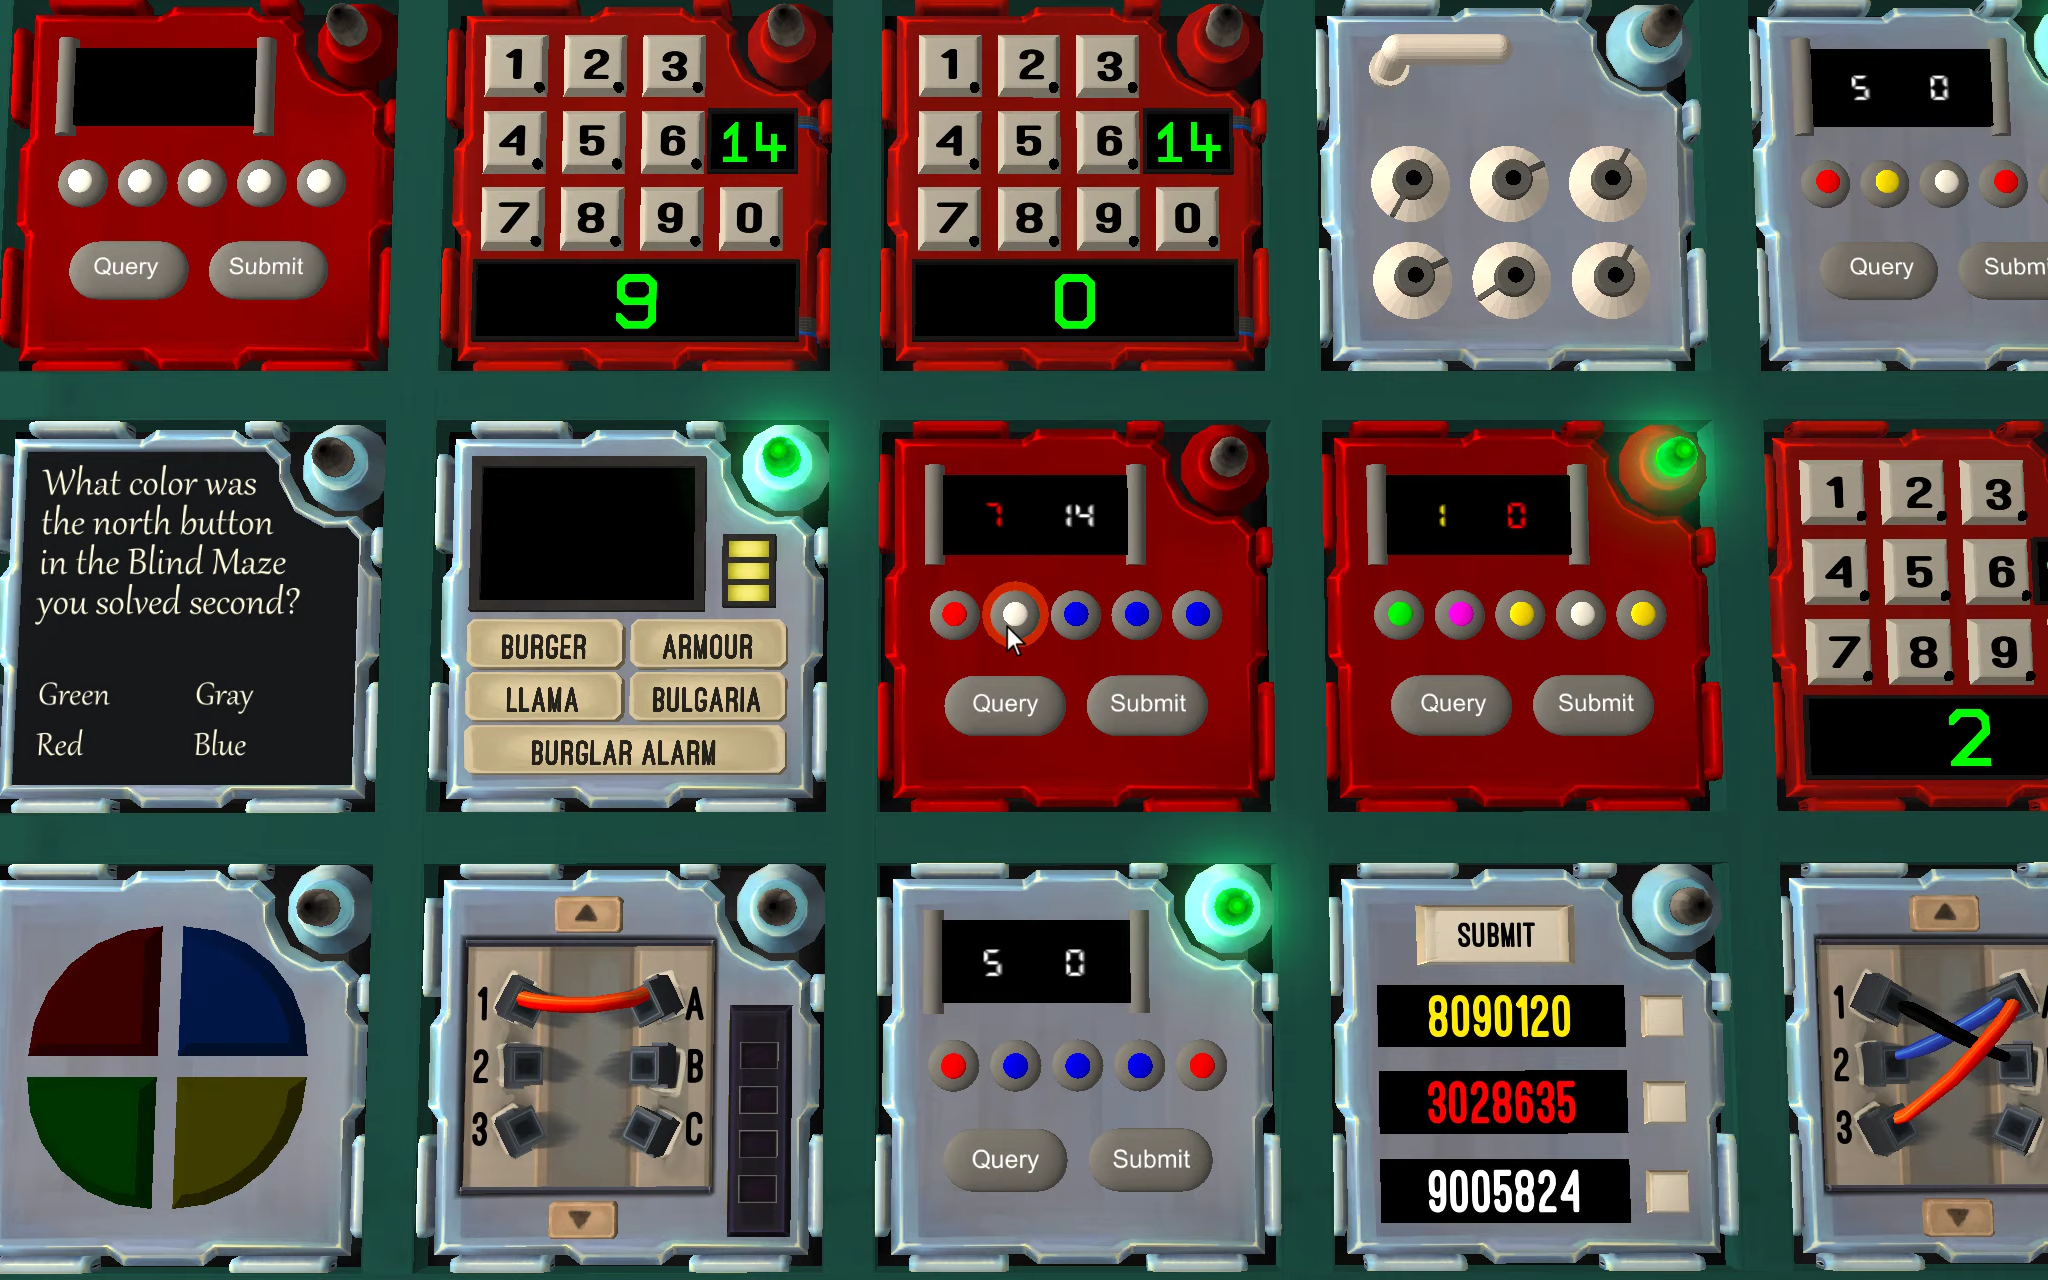 Query Submit
1 2 3
4 5 6 14
7 8 9 0
9
1 2 3
4 5 6 14
7 8 9 0
0
5 0
Query
What color was
the north button
in the Blind Maze
you solved second?
Green Gray
Red Blue
BURGER ARMOUR
LLAMA BULGARIA
BURGLAR ALARM
7 14
Query Submit
1 0
Query Submit
1 2 3
4 5 6
7 8 9
2
1 A
2 B
3 C
5 0
Query Submit
SUBMIT
8090120
3028635
9005824
1
2
3